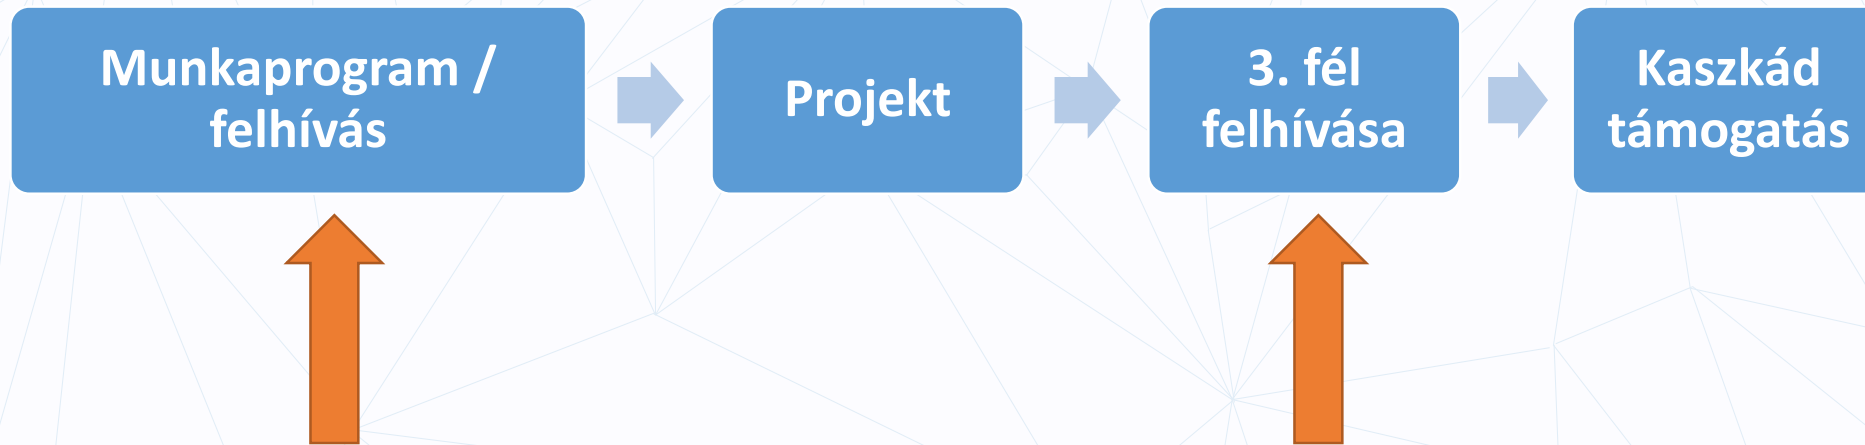 Munkaprogram /
felhívás
Projekt
3. fél
felhívása
Kaszkád
támogatás